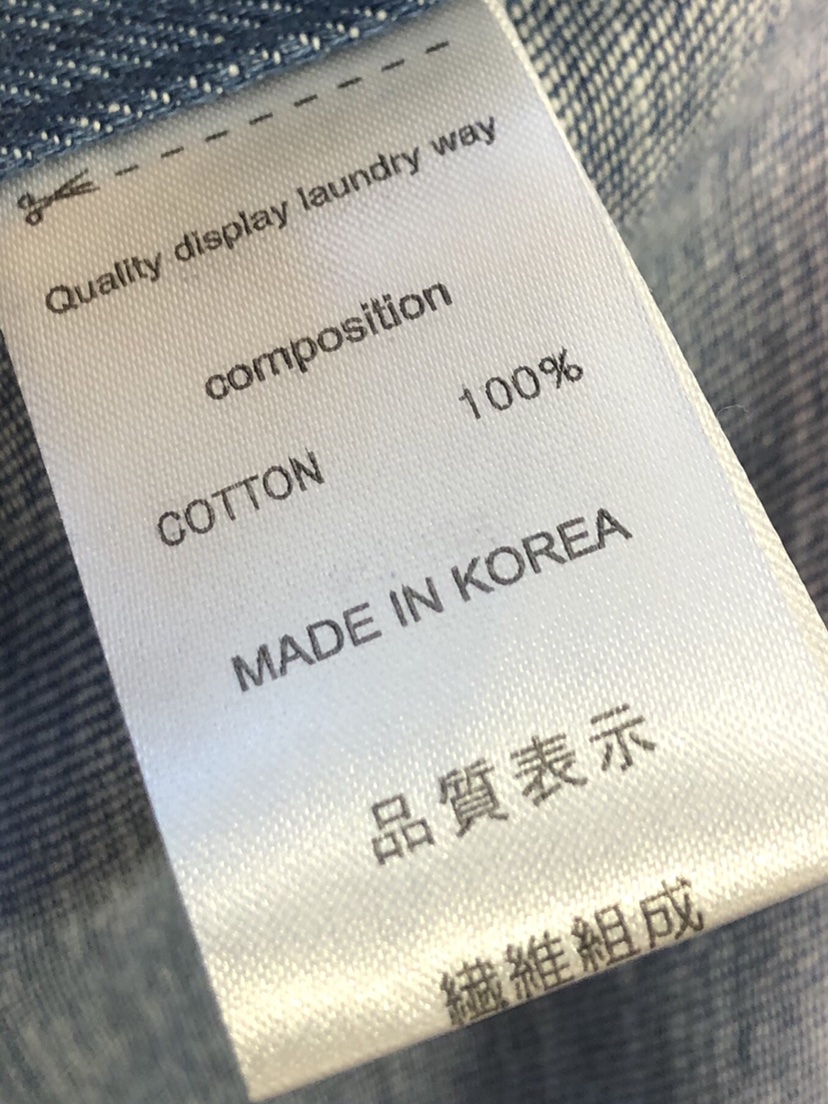 Quality display laundry way
composition
100%
COTTON
MADE IN KOREA
品質表示
繊維組成